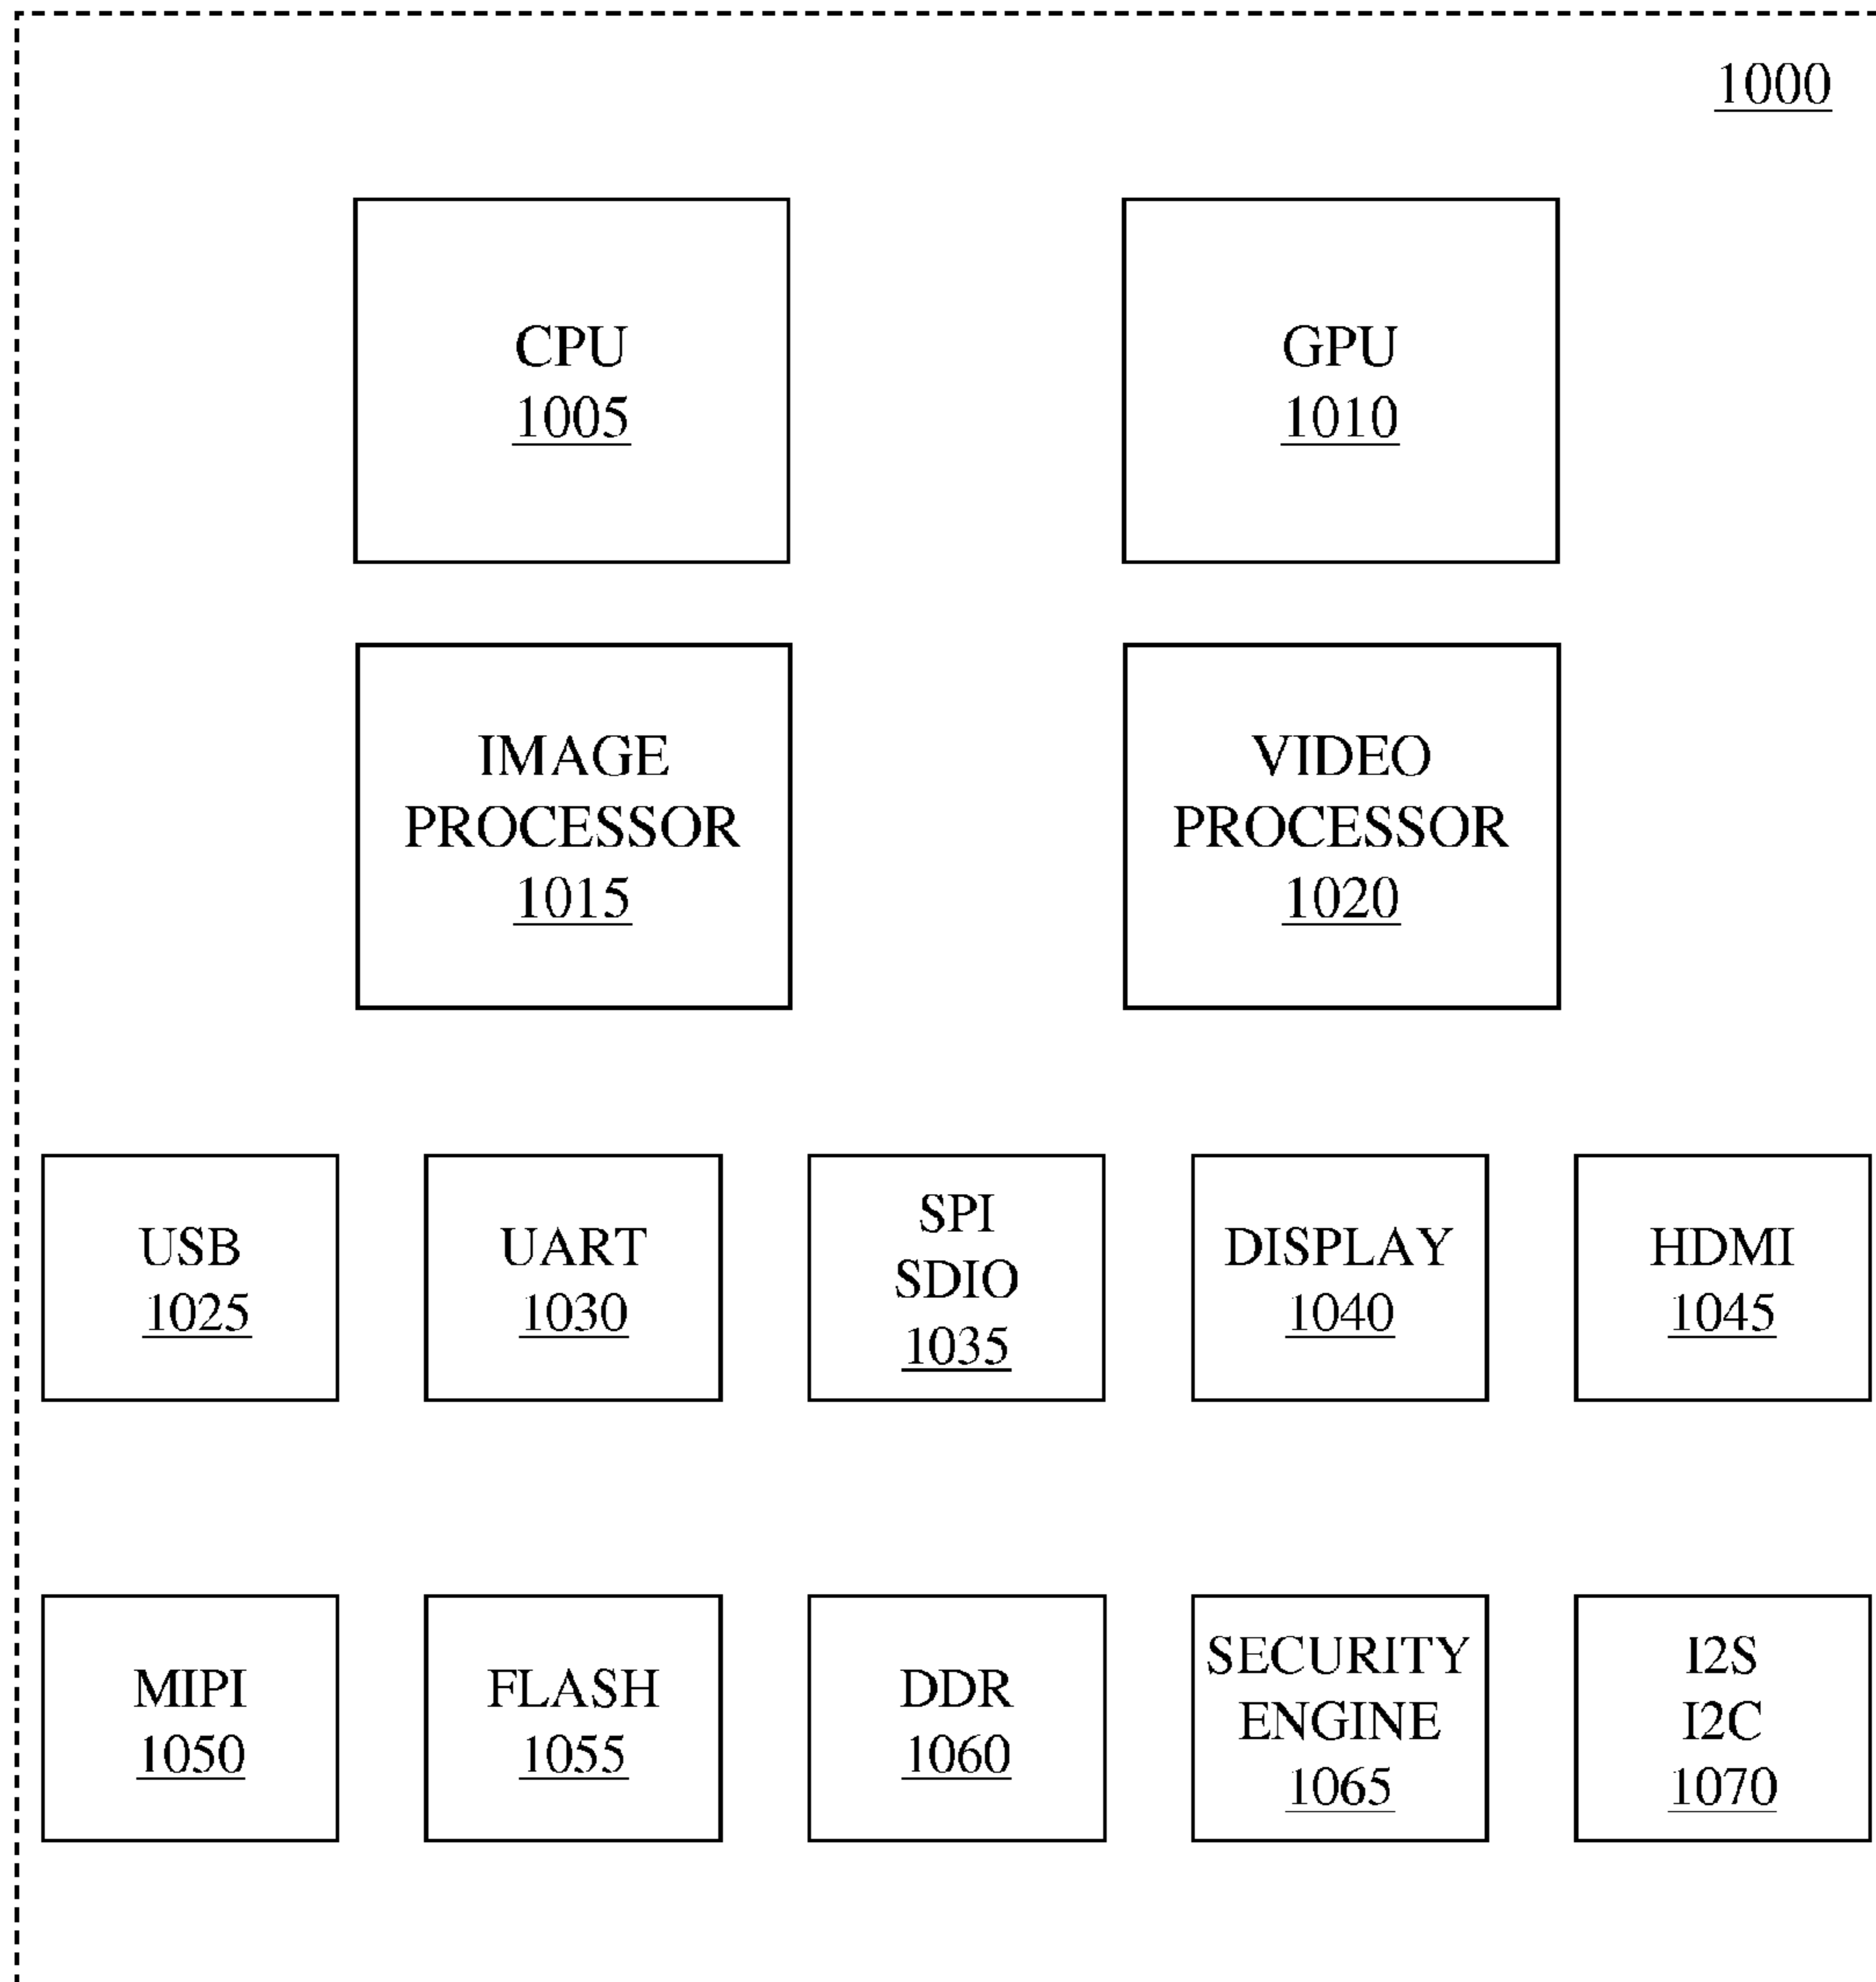 1000
CPU
1005
GPU
1010
IMAGE
PROCESSOR
1015
VIDEO
PROCESSOR
1020
USB
1025
UART
1030
SPI
SDIO
1035
DISPLAY
1040
HDMI
1045
MIPI
1050
FLASH
1055
DDR
1060
SECURITY
ENGINE
1065
I2S
I2C
1070